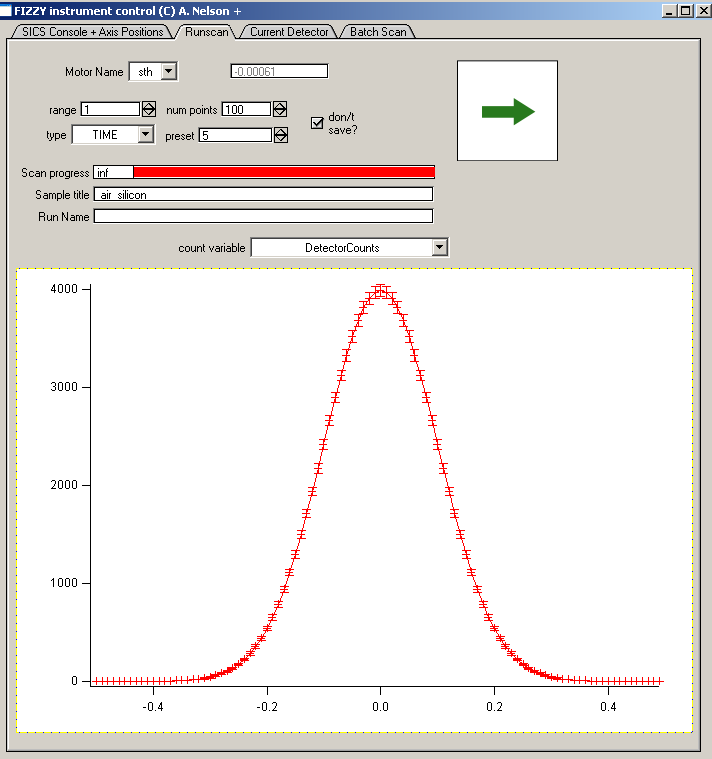 FIZZY instrument control (C) A. Nelson +
SICS Console + Axis Positions Runscan Current Detector Batch Scan
Motor Name sth -0.00061
range 1 num points 100
don/t
save?
type TIME preset 5
Scan progress inf
Sample title air silicon
Run Name
count variable DetectorCounts
4000
3000
2000
1000
0
-0.4 -0.2 0.0 0.2 0.4